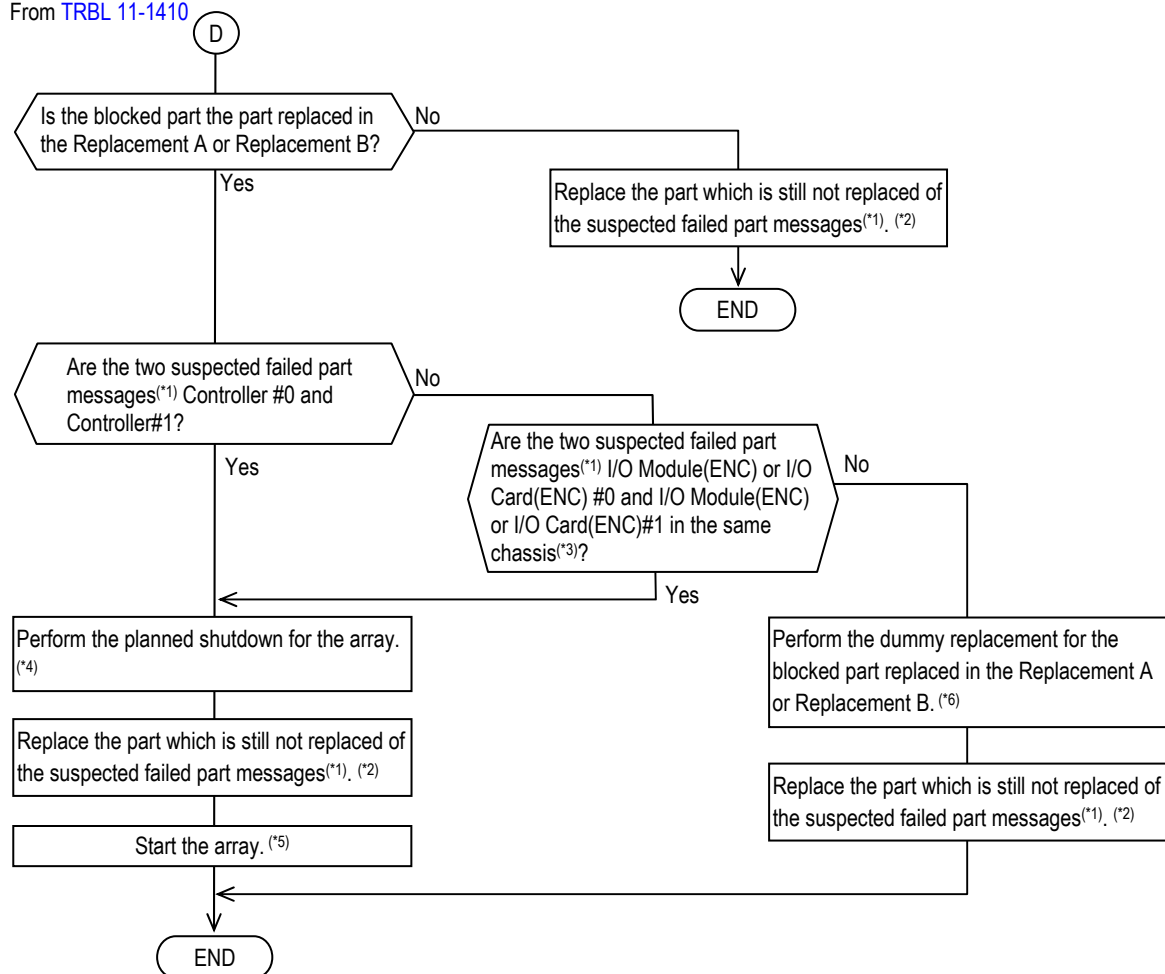 From TRBL 11-1410
D
Is the blocked part the part replaced in
the Replacement A or Replacement B?
No
Yes
Replace the part which is still not replaced of
the suspected failed part messages(*1). (*2)
END
Are the two suspected failed part
messages(*1) Controller #0 and
Controller#1?
No
Yes
Are the two suspected failed part
messages(*1) I/O Module(ENC) or I/O
Card(ENC) #0 and I/O Module(ENC)
or I/O Card(ENC)#1 in the same
chassis(*3)?
No
Yes
Perform the planned shutdown for the array.
(*4)
Replace the part which is still not replaced of
the suspected failed part messages(*1). (*2)
Start the array. (*5)
Perform the dummy replacement for the
blocked part replaced in the Replacement A
or Replacement B. (*6)
Replace the part which is still not replaced of
the suspected failed part messages(*1). (*2)
END